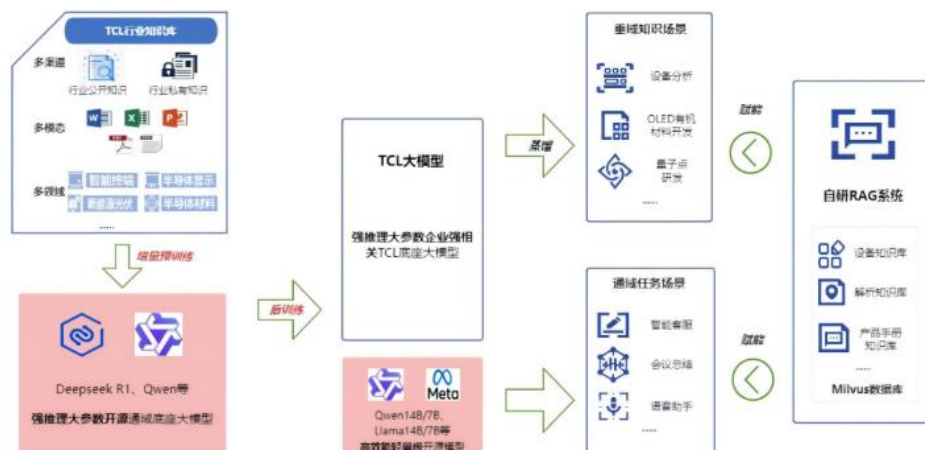 TCL行业知识库
多渠道
行业公开知识
行业私有知识
多模态
多领域
智能终端
半导体显示
新能源光伏
半导体材料
......
增量预训练
Deepseek R1、Qwen等
强推理大参数开源通域底座大模型
后训练
TCL大模型
强推理大参数企业强相
关TCL底座大模型
Meta
Qwen14B/7B、
Llama14B/7B等
高效能轻量级开源模型
蒸馏
垂域知识场景
设备分析
OLED有机
材料开发
量子点
研发
......
通域任务场景
智能客服
会议总结
语音助手
......
赋能
赋能
自研RAG系统
设备知识库
解析知识库
产品手册
知识库
......
Milvus数据库